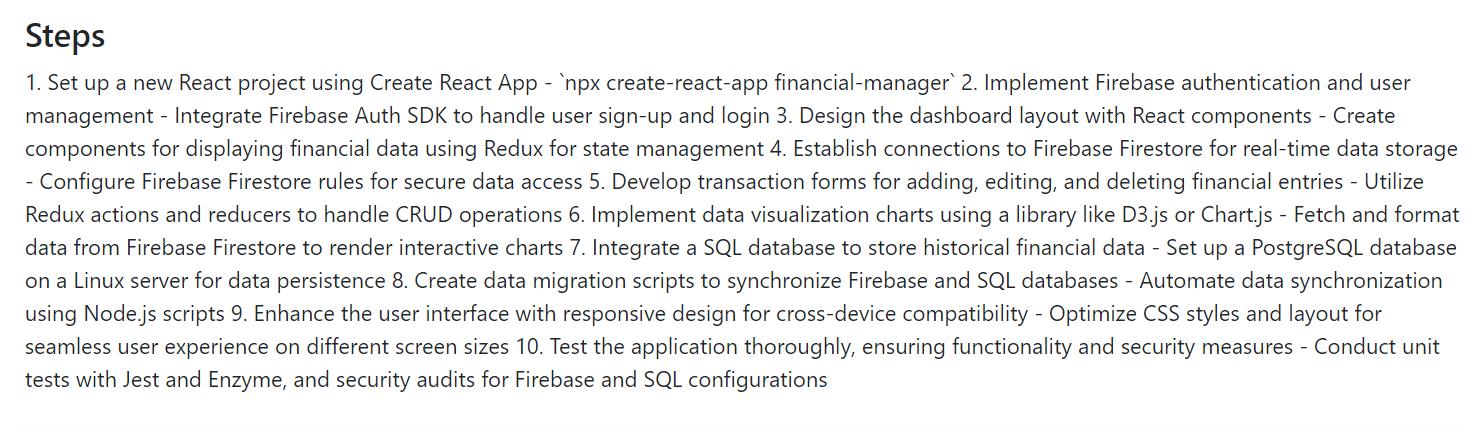 Steps
1. Set up a new React project using Create React App - `npx create-react-app financial-manager` 2. Implement Firebase authentication and user
management - Integrate Firebase Auth SDK to handle user sign-up and login 3. Design the dashboard layout with React components - Create
components for displaying financial data using Redux for state management 4. Establish connections to Firebase Firestore for real-time data storage
- Configure Firebase Firestore rules for secure data access 5. Develop transaction forms for adding, editing, and deleting financial entries - Utilize
Redux actions and reducers to handle CRUD operations 6. Implement data visualization charts using a library like D3.js or Chart.js - Fetch and format
data from Firebase Firestore to render interactive charts 7. Integrate a SQL database to store historical financial data - Set up a PostgreSQL database
on a Linux server for data persistence 8. Create data migration scripts to synchronize Firebase and SQL databases - Automate data synchronization
using Node.js scripts 9. Enhance the user interface with responsive design for cross-device compatibility - Optimize CSS styles and layout for
seamless user experience on different screen sizes 10. Test the application thoroughly, ensuring functionality and security measures - Conduct unit
tests with Jest and Enzyme, and security audits for Firebase and SQL configurations